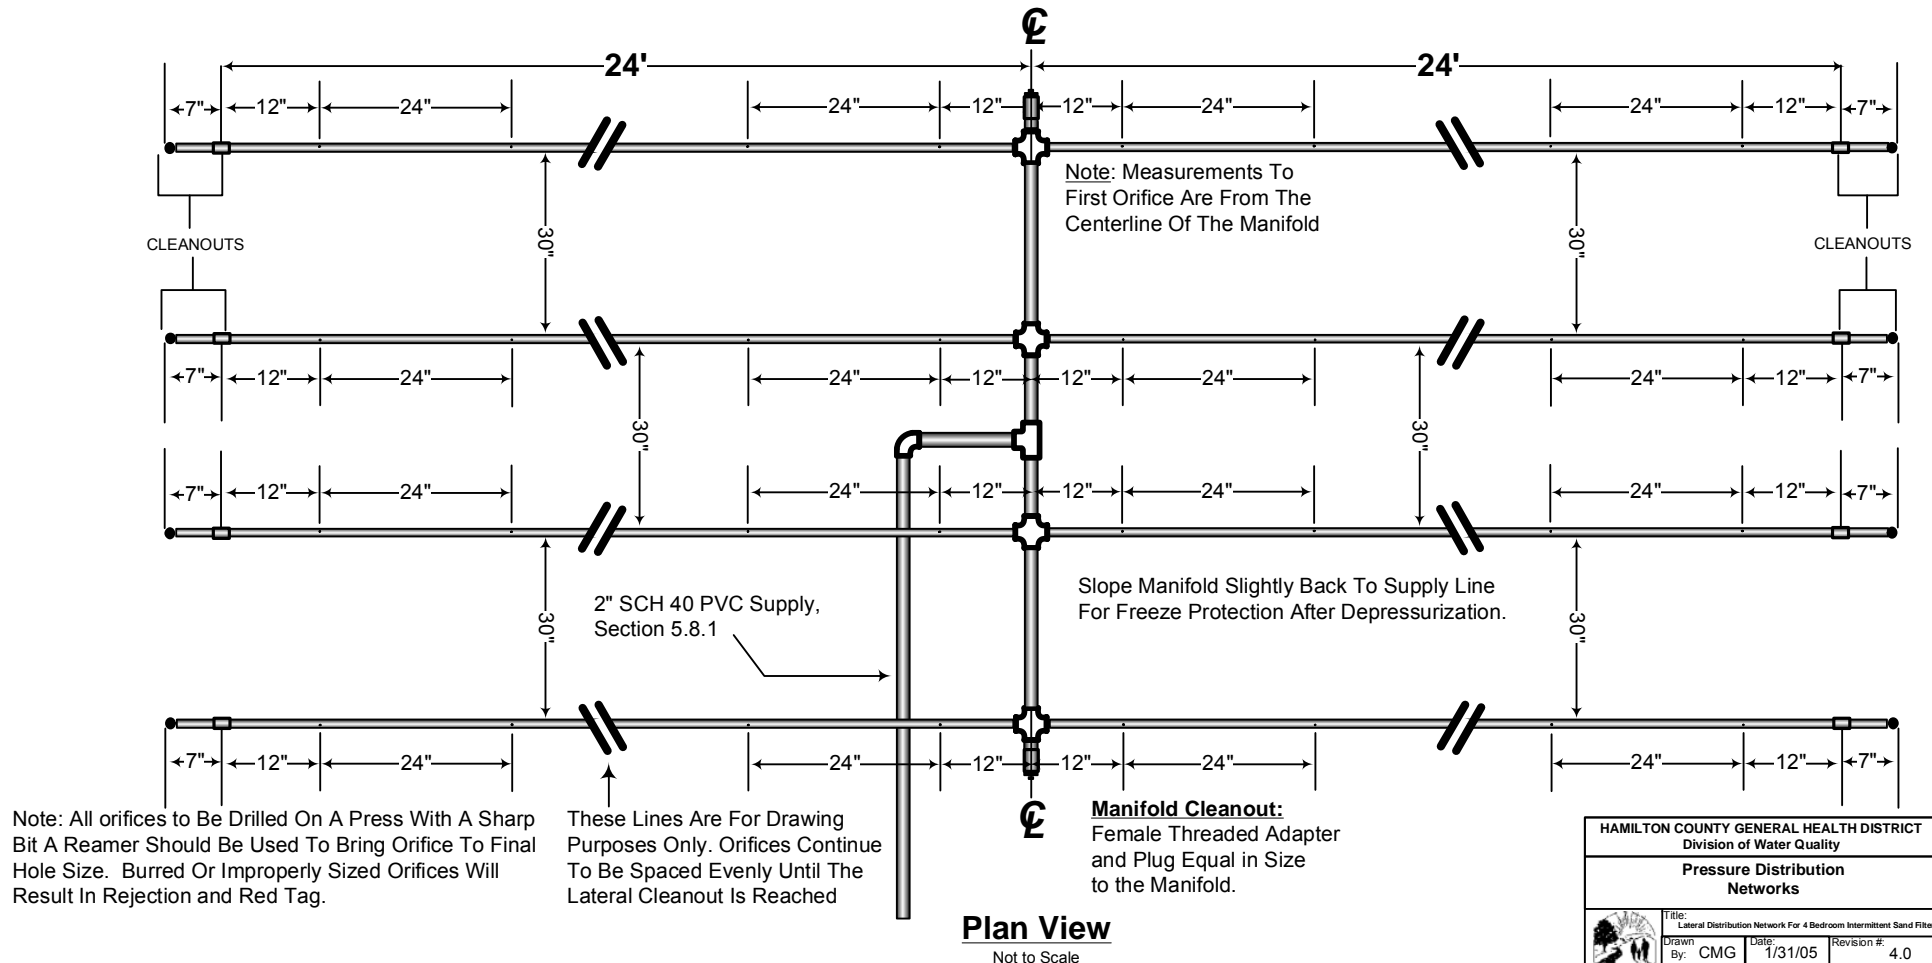 ℄
24' 24'
7" 12" 24" 24" 12" 12" 24" 24" 12" 7"
Note: Measurements To
First Orifice Are From The
Centerline Of The Manifold
30" 30"
CLEANOUTS CLEANOUTS
7" 12" 24" 24" 12" 12" 24" 24" 12" 7"
30" 30"
7" 12" 24" 24" 12" 12" 24" 24" 12" 7"
2" SCH 40 PVC Supply,
Section 5.8.1
Slope Manifold Slightly Back To Supply Line
For Freeze Protection After Depressurization.
30" 30"
7" 12" 24" 24" 12" 12" 24" 24" 12" 7"
℄
Note: All orifices to Be Drilled On A Press With A Sharp
Bit A Reamer Should Be Used To Bring Orifice To Final
Hole Size. Burred Or Improperly Sized Orifices Will
Result In Rejection and Red Tag.
These Lines Are For Drawing
Purposes Only. Orifices Continue
To Be Spaced Evenly Until The
Lateral Cleanout Is Reached
Manifold Cleanout:
Female Threaded Adapter
and Plug Equal in Size
to the Manifold.
Plan View
Not to Scale
HAMILTON COUNTY GENERAL HEALTH DISTRICT
Division of Water Quality
Pressure Distribution
Networks
Title:
Lateral Distribution Network For 4 Bedroom Intermittent Sand Filte
Drawn By: CMG Date: 1/31/05 Revision #: 4.0